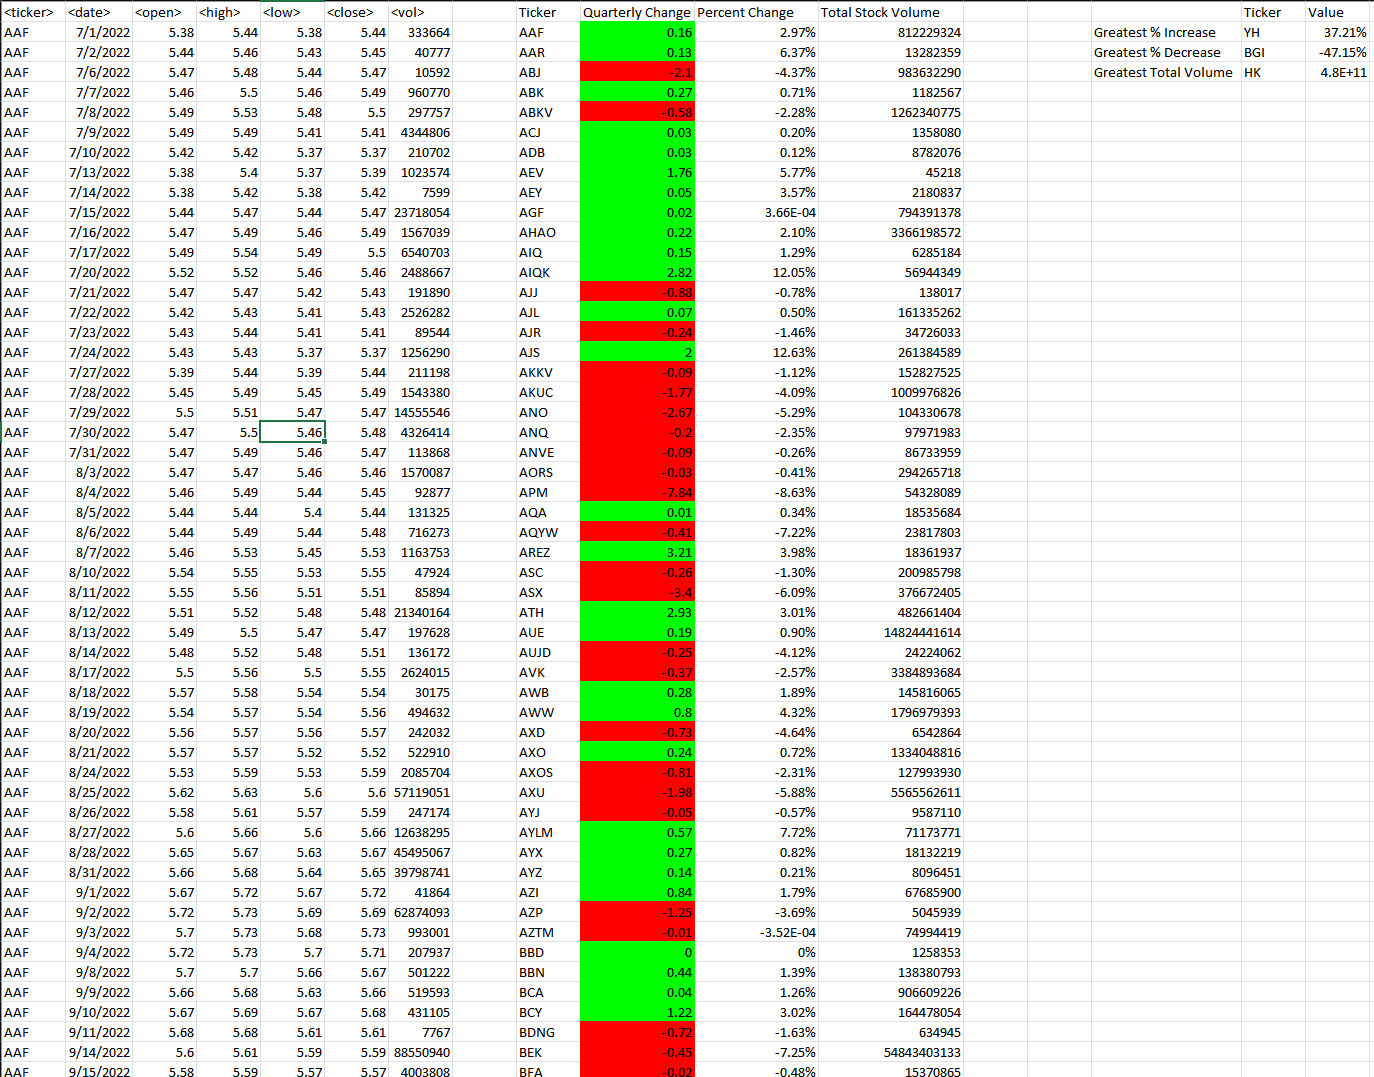 <ticker> <date> <open> <high> <low> <close> <vol> Ticker Quarterly Change Percent Change Total Stock Volume Ticker Value
AAF 7/1/2022 5.38 5.44 5.38 5.44 333664 AAF 0.16 2.97% 812229324 Greatest % Increase YH 37.21%
AAF 7/2/2022 5.44 5.46 5.43 5.45 40777 AAR 0.13 6.37% 13282359 Greatest % Decrease BGI -47.15%
AAF 7/6/2022 5.47 5.48 5.44 5.47 10592 ABJ -2.1 -4.37% 983632290 Greatest Total Volume HK 4.8E+11
AAF 7/7/2022 5.46 5.5 5.46 5.49 960770 ABK 0.27 0.71% 1182567
AAF 7/8/2022 5.49 5.53 5.48 5.5 297757 ABKV -0.58 -2.28% 1262340775
AAF 7/9/2022 5.49 5.49 5.41 5.41 4344806 ACJ 0.03 0.20% 1358080
AAF 7/10/2022 5.42 5.42 5.37 5.37 210702 ADB 0.03 0.12% 8782076
AAF 7/13/2022 5.38 5.4 5.37 5.39 1023574 AEV 1.76 5.77% 45218
AAF 7/14/2022 5.38 5.42 5.38 5.42 7599 AEY 0.05 3.57% 2180837
AAF 7/15/2022 5.44 5.47 5.44 5.47 23718054 AGF 0.02 3.66E-04 794391378
AAF 7/16/2022 5.47 5.49 5.46 5.49 1567039 AHAO 0.22 2.10% 3366198572
AAF 7/17/2022 5.49 5.54 5.49 5.5 6540703 AIQ 0.15 1.29% 6285184
AAF 7/20/2022 5.52 5.52 5.46 5.46 2488667 AIQK 2.82 12.05% 56944349
AAF 7/21/2022 5.47 5.47 5.42 5.43 191890 AJJ -0.88 -0.78% 138017
AAF 7/22/2022 5.42 5.43 5.41 5.43 2526282 AJL 0.07 0.50% 161335262
AAF 7/23/2022 5.43 5.44 5.41 5.41 89544 AJR -0.24 -1.46% 34726033
AAF 7/24/2022 5.43 5.43 5.37 5.37 1256290 AJS 2 12.63% 261384589
AAF 7/27/2022 5.39 5.44 5.39 5.44 211198 AKKV -0.09 -1.12% 152827525
AAF 7/28/2022 5.45 5.49 5.45 5.49 1543380 AKUC -1.77 -4.09% 1009976826
AAF 7/29/2022 5.5 5.51 5.47 5.47 14555546 ANO -2.67 -5.29% 104330678
AAF 7/30/2022 5.47 5.5 5.46 5.48 4326414 ANQ -0.2 -2.35% 97971983
AAF 7/31/2022 5.47 5.49 5.46 5.47 113868 ANVE -0.09 -0.26% 86733959
AAF 8/3/2022 5.47 5.47 5.46 5.46 1570087 AORS -0.03 -0.41% 294265718
AAF 8/4/2022 5.46 5.49 5.44 5.45 92877 APM -7.84 -8.63% 54328089
AAF 8/5/2022 5.44 5.44 5.4 5.44 131325 AQA 0.01 0.34% 18535684
AAF 8/6/2022 5.44 5.49 5.44 5.48 716273 AQYW -0.41 -7.22% 23817803
AAF 8/7/2022 5.46 5.53 5.45 5.53 1163753 AREZ 3.21 3.98% 18361937
AAF 8/10/2022 5.54 5.55 5.53 5.55 47924 ASC -0.26 -1.30% 200985798
AAF 8/11/2022 5.55 5.56 5.51 5.51 85894 ASX -3.4 -6.09% 376672405
AAF 8/12/2022 5.51 5.52 5.48 5.48 21340164 ATH 2.93 3.01% 482661404
AAF 8/13/2022 5.49 5.5 5.47 5.47 197628 AUE 0.19 0.90% 14824441614
AAF 8/14/2022 5.48 5.52 5.48 5.51 136172 AUJD -0.25 -4.12% 24224062
AAF 8/17/2022 5.5 5.56 5.5 5.55 2624015 AVK -0.37 -2.57% 3384893684
AAF 8/18/2022 5.57 5.58 5.54 5.54 30175 AWB 0.28 1.89% 145816065
AAF 8/19/2022 5.54 5.57 5.54 5.56 494632 AWW 0.8 4.32% 1796979393
AAF 8/20/2022 5.56 5.57 5.56 5.57 242032 AXD -0.73 -4.64% 6542864
AAF 8/21/2022 5.57 5.57 5.52 5.52 522910 AXO 0.24 0.72% 1334048816
AAF 8/24/2022 5.53 5.59 5.53 5.59 2085704 AXOS -0.81 -2.31% 127993930
AAF 8/25/2022 5.62 5.63 5.6 5.6 57119051 AXU -1.98 -5.88% 5565562611
AAF 8/26/2022 5.58 5.61 5.57 5.59 247174 AYJ -0.05 -0.57% 9587110
AAF 8/27/2022 5.6 5.66 5.6 5.66 12638295 AYLM 0.57 7.72% 71173771
AAF 8/28/2022 5.65 5.67 5.63 5.67 45495067 AYX 0.27 0.82% 18132219
AAF 8/31/2022 5.66 5.68 5.64 5.65 39798741 AYZ 0.14 0.21% 8096451
AAF 9/1/2022 5.67 5.72 5.67 5.72 41864 AZI 0.84 1.79% 67685900
AAF 9/2/2022 5.72 5.73 5.69 5.69 62874093 AZP -1.25 -3.69% 5045939
AAF 9/3/2022 5.7 5.73 5.68 5.73 993001 AZTM -0.01 -3.52E-04 74994419
AAF 9/4/2022 5.72 5.73 5.7 5.71 207937 BBD 0 0% 1258353
AAF 9/8/2022 5.7 5.7 5.66 5.67 501222 BBN 0.44 1.39% 138380793
AAF 9/9/2022 5.66 5.68 5.63 5.66 519593 BCA 0.04 1.26% 906609226
AAF 9/10/2022 5.67 5.69 5.67 5.68 431105 BCY 1.22 3.02% 164478054
AAF 9/11/2022 5.68 5.68 5.61 5.61 7767 BDNG -0.72 -1.63% 634945
AAF 9/14/2022 5.6 5.61 5.59 5.59 88550940 BEK -0.45 -7.25% 54843403133
AAF 9/15/2022 5.58 5.59 5.57 5.57 4003808 BFA -0.02 -0.48% 15370865